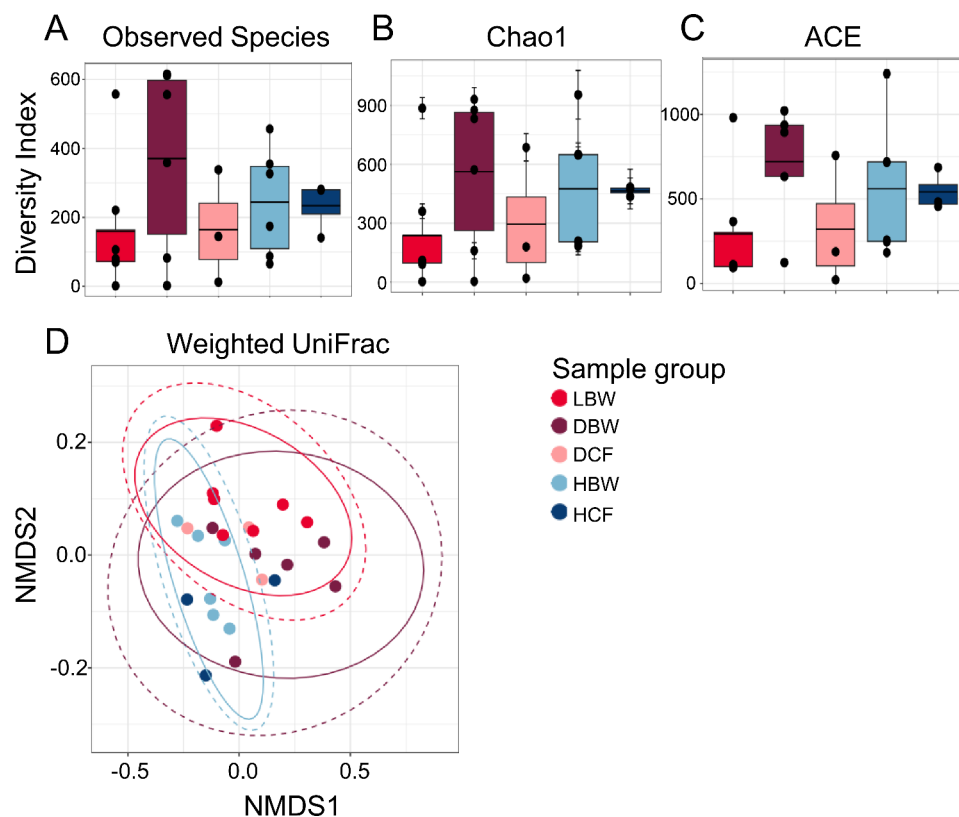 A Observed Species
B Chao1
C ACE
Diversity Index
600
400
200
0
900
600
300
0
1000
500
0
D Weighted UniFrac
NMDS2
0.2
0.0
-0.2
-0.5 0.0 0.5
NMDS1
Sample group
LBW
DBW
DCF
HBW
HCF